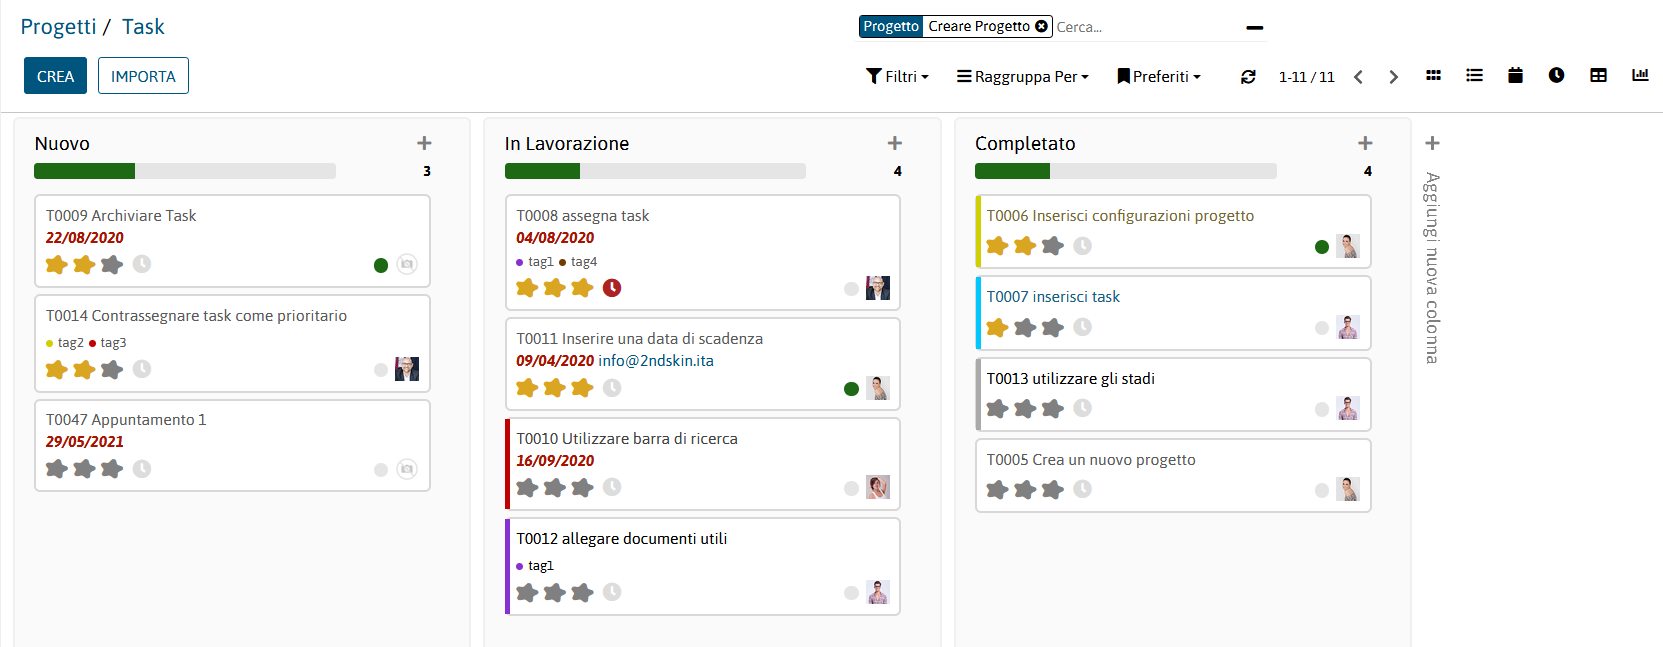 Progetti / Task
Progetto Creare Progetto Cerca...
CREA IMPORTA
Filtri Raggruppa Per Preferiti 1-11 / 11
Nuovo
3
T0009 Archiviare Task
22/08/2020
T0014 Contrassegnare task come prioritario
tag2 tag3
T0047 Appuntamento 1
29/05/2021
In Lavorazione
4
T0008 assegna task
04/08/2020
tag1 tag4
T0011 Inserire una data di scadenza
09/04/2020 info@2ndskin.ita
T0010 Utilizzare barra di ricerca
16/09/2020
T0012 allegare documenti utili
tag1
Completato
4
T0006 Inserisci configurazioni progetto
T0007 inserisci task
T0013 utilizzare gli stadi
T0005 Crea un nuovo progetto
Aggiungi nuova colonna